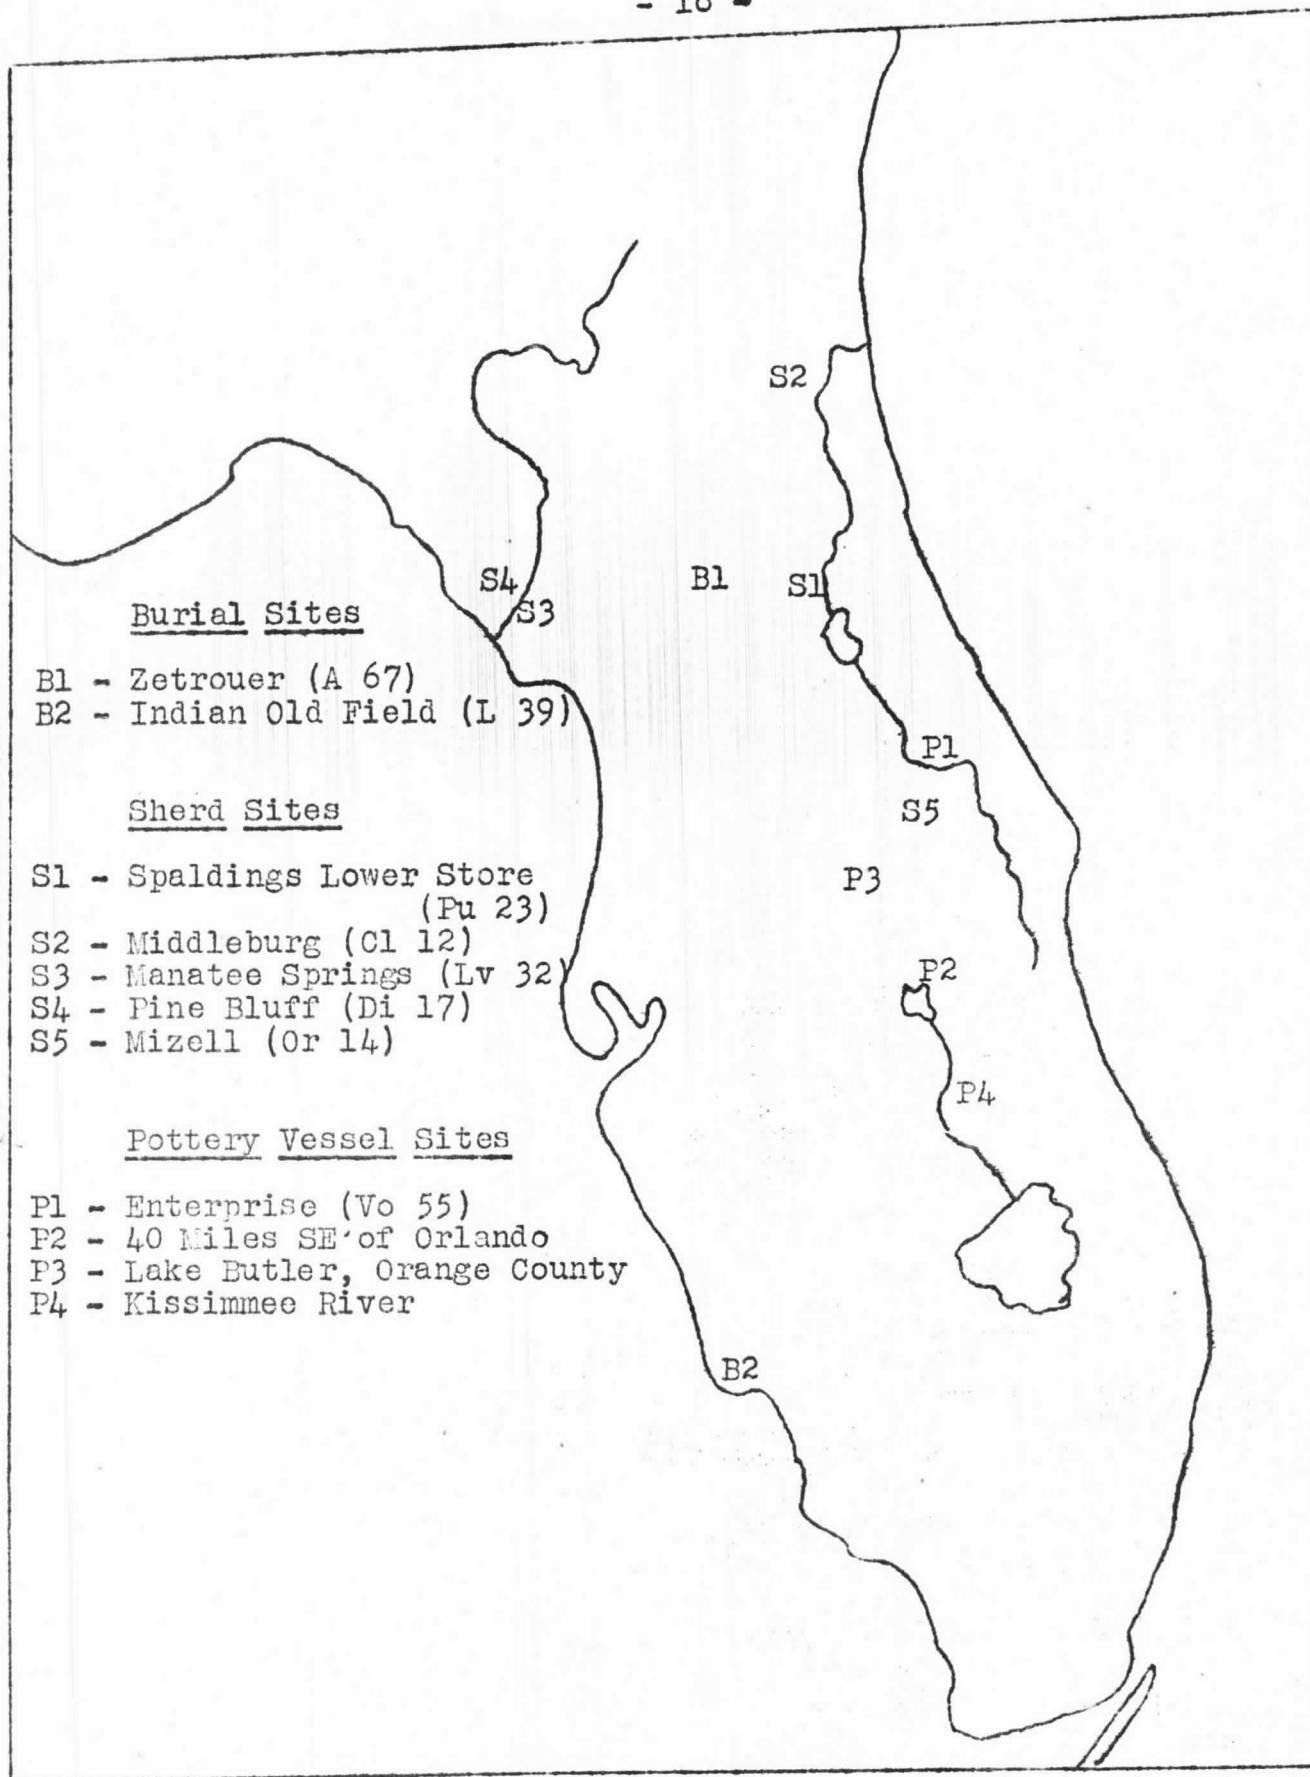 S2
S4
B1
S1
S3
Burial Sites
B1 - Zetrouer (A 67)
B2 - Indian Old Field (L 39)
P1
Sherd Sites
S5
S1 - Spaldings Lower Store
(Pu 23)
P3
S2 - Middleburg (Cl 12)
S3 - Manatee Springs (Lv 32)
P2
S4 - Pine Bluff (Di 17)
S5 - Mizell (Or 14)
P4
Pottery Vessel Sites
P1 - Enterprise (Vo 55)
P2 - 40 Miles SE of Orlando
P3 - Lake Butler, Orange County
P4 - Kissimmee River
B2